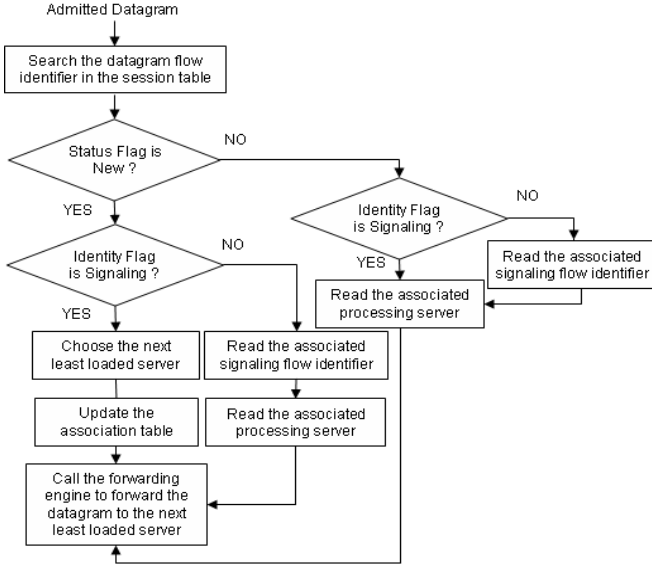 Admitted Datagram
Search the datagram flow
identifier in the session table
NO
Status Flag is
New ?
NO
YES
Identity Flag
is Signaling ?
NO
Identity Flag
is Signaling ?
YES
Read the associated
signaling flow identifier
Read the associated
processing server
YES
Choose the next
least loaded server
Read the associated
signaling flow identifier
Update the
association table
Read the associated
processing server
Call the forwarding
engine to forward the
datagram to the next
least loaded server